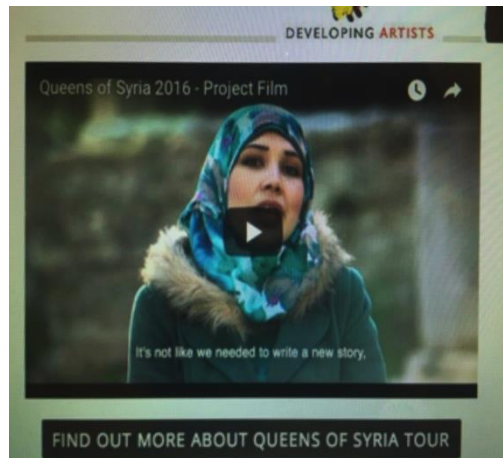 DEVELOPING ARTISTS
Queens of Syria 2016 - Project Film
It's not like we needed to write a new story,
FIND OUT MORE ABOUT QUEENS OF SYRIA TOUR